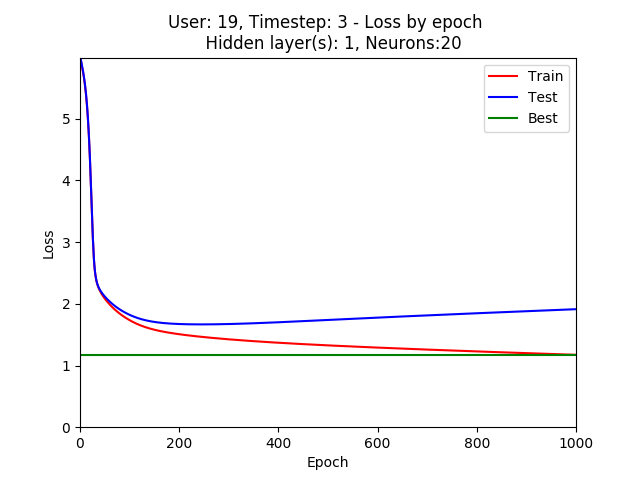 User: 19, Timestep: 3 - Loss by epoch
Hidden layer(s): 1, Neurons:20
Train
Test
Best
5
4
3
2
1
0
Loss
0 200 400 600 800 1000
Epoch